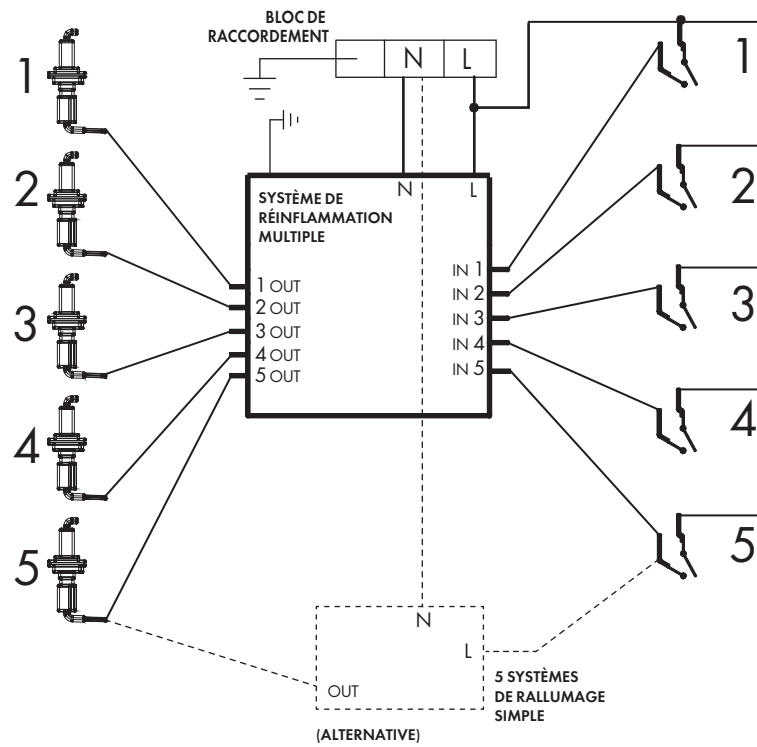 BLOC DE
RACCORDEMENT
N
L
1
2
3
4
5
N
L
SYSTÈME DE
RÉINFLAMMATION
MULTIPLE
1 OUT
2 OUT
3 OUT
4 OUT
5 OUT
IN 1
IN 2
IN 3
IN 4
IN 5
1
2
3
4
5
N
L
OUT
5 SYSTÈMES
DE RALLUMAGE
SIMPLE
(ALTERNATIVE)